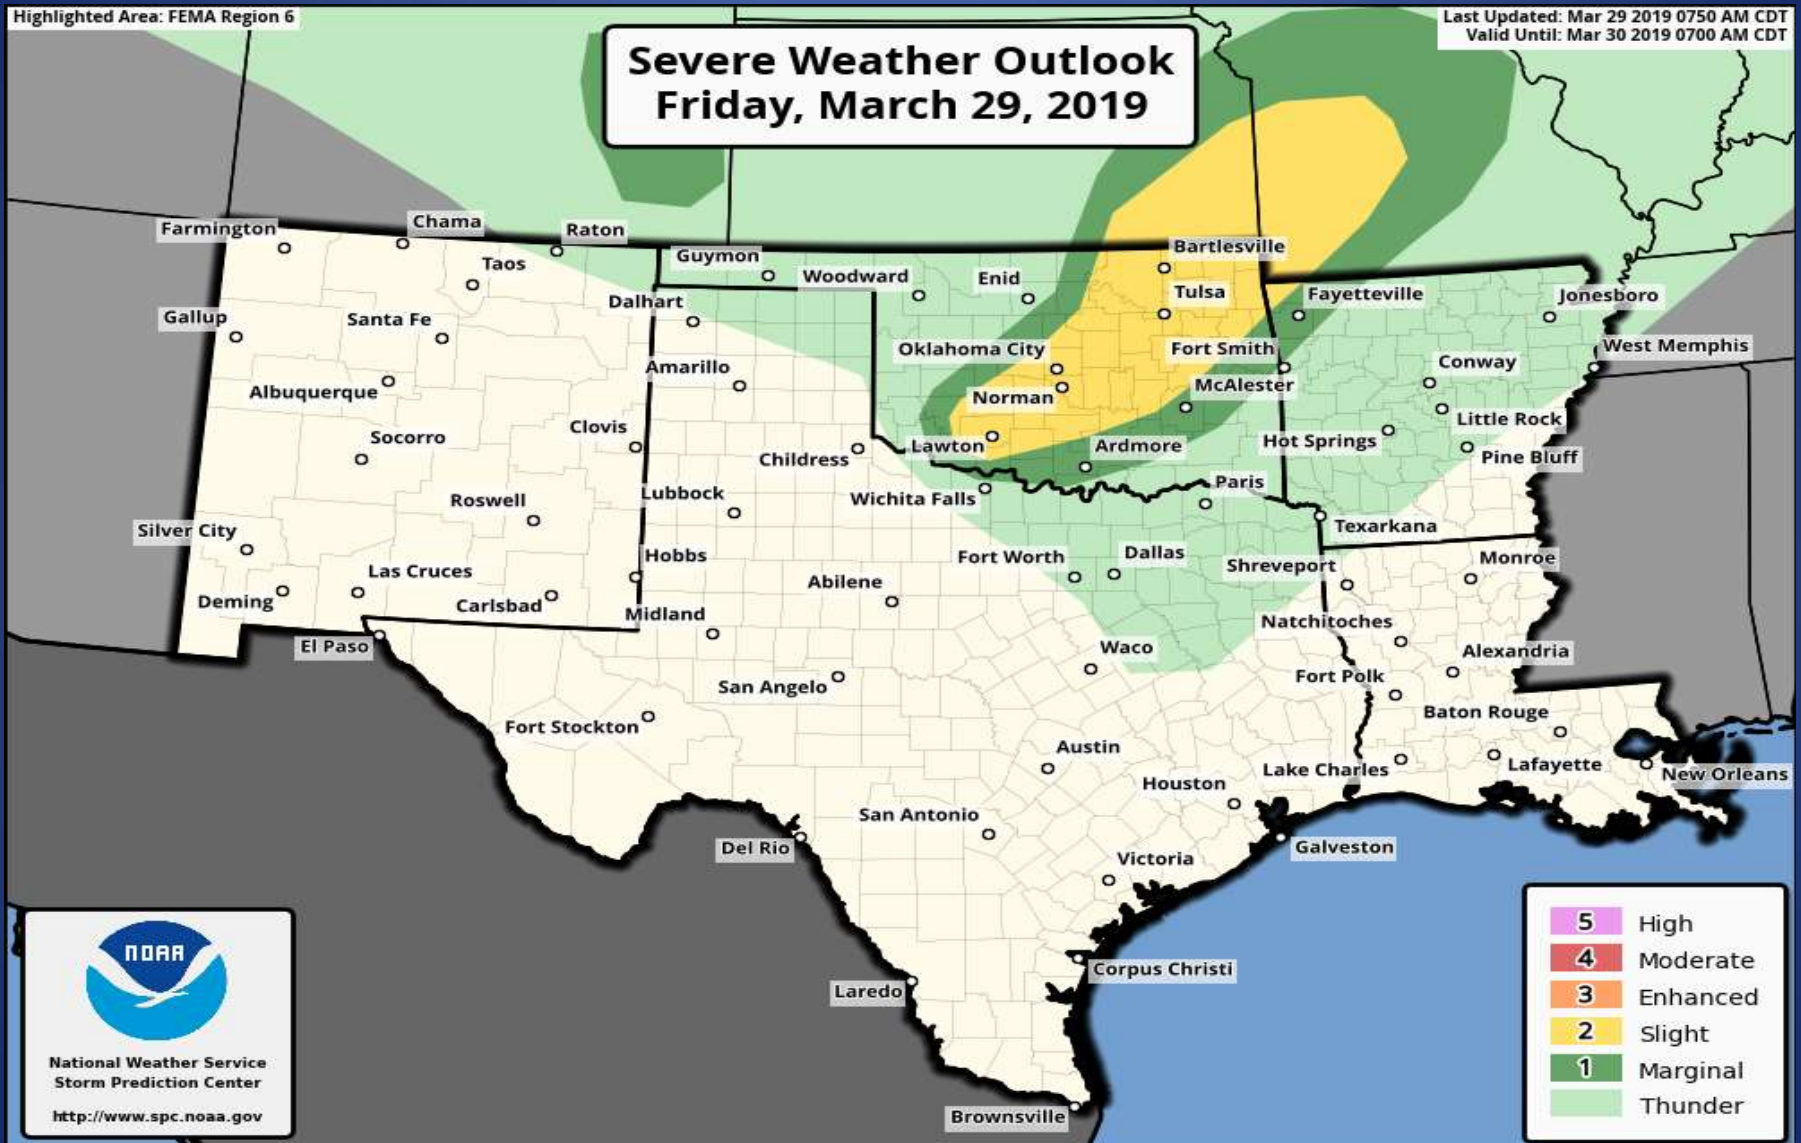 Highlighted Area: FEMA Region 6
Last Updated: Mar 29 2019 0750 AM CDT
Valid Until: Mar 30 2019 0700 AM CDT
Severe Weather Outlook
Friday, March 29, 2019
Farmington
Chama
Raton
Taos
Guymon
Woodward
Enid
Bartlesville
Tulsa
Fayetteville
Jonesboro
Gallup
Santa Fe
Dalhart
Oklahoma City
Fort Smith
West Memphis
Albuquerque
Amarillo
Norman
McAlester
Conway
Socorro
Clovis
Childress
Lawton
Ardmore
Hot Springs
Little Rock
Pine Bluff
Roswell
Lubbock
Wichita Falls
Paris
Texarkana
Silver City
Hobbs
Fort Worth
Dallas
Shreveport
Monroe
Deming
Las Cruces
Carlsbad
Midland
Abilene
Natchitoches
El Paso
San Angelo
Waco
Fort Polk
Alexandria
Fort Stockton
Baton Rouge
Austin
Houston
Lake Charles
Lafayette
New Orleans
San Antonio
Del Rio
Galveston
Victoria
Laredo
Corpus Christi
Brownsville
NOAA
National Weather Service
Storm Prediction Center
http://www.spc.noaa.gov
5 High
4 Moderate
3 Enhanced
2 Slight
1 Marginal
Thunder